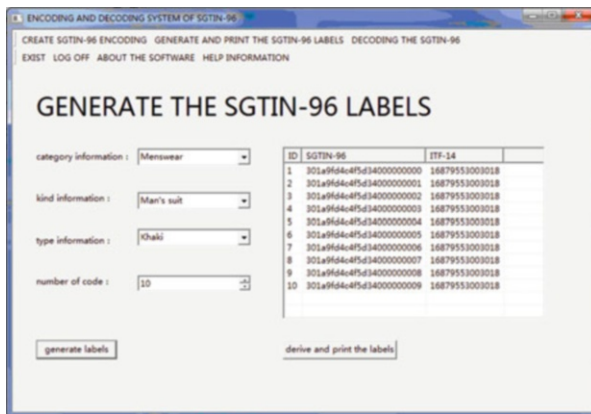 ENCODING AND DECODING SYSTEM OF SGTIN-96
CREATE SGTIN-96 ENCODING GENERATE AND PRINT THE SGTIN-96 LABELS DECODING THE SGTIN-96
EXIST LOG OFF ABOUT THE SOFTWARE HELP INFORMATION
GENERATE THE SGTIN-96 LABELS
category information : Menswear
kind information : Man's suit
type information : Khaki
number of code : 10
ID SGTIN-96 ITF-14
1 301a9fd4c4f5d34000000000 16879553003018
2 301a9fd4c4f5d34000000001 16879553003018
3 301a9fd4c4f5d34000000002 16879553003018
4 301a9fd4c4f5d34000000003 16879553003018
5 301a9fd4c4f5d34000000004 16879553003018
6 301a9fd4c4f5d34000000005 16879553003018
7 301a9fd4c4f5d34000000006 16879553003018
8 301a9fd4c4f5d34000000007 16879553003018
9 301a9fd4c4f5d34000000008 16879553003018
10 301a9fd4c4f5d34000000009 16879553003018
generate labels
derive and print the labels